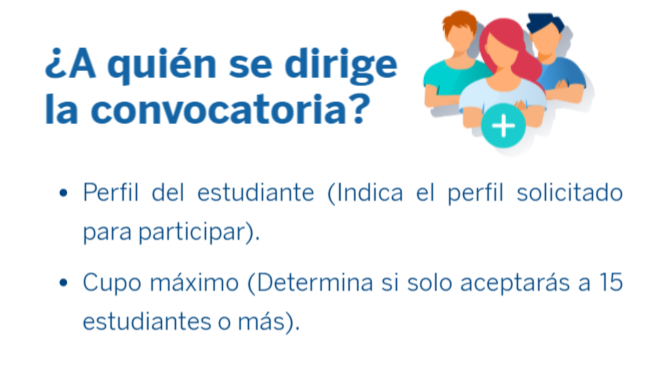 ¿A quién se dirige
la convocatoria?
• Perfil del estudiante (Indica el perfil solicitado
para participar).
• Cupo máximo (Determina si solo aceptarás a 15
estudiantes o más).